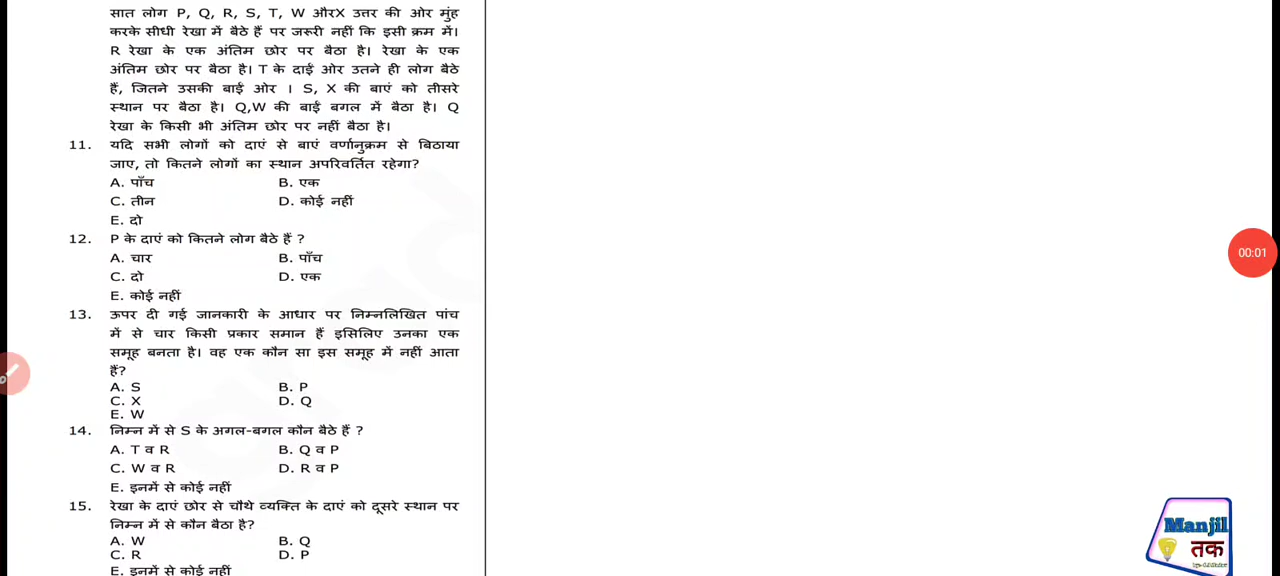 सात लोग P, Q, R, S, T, W औरX उत्तर की ओर मुंह
करके सीधी रेखा में बैठे हैं पर जरूरी नहीं कि इसी क्रम में।
R रेखा के एक अंतिम छोर पर बैठा है। रेखा के एक
अंतिम छोर पर बैठा है। T के दाईं ओर उतने ही लोग बैठे
हैं, जितने उसकी बाईं ओर । S, X की बाएं को तीसरे
स्थान पर बैठा है। Q,W की बाईं बगल में बैठा है। Q
रेखा के किसी भी अंतिम छोर पर नहीं बैठा है।
11. यदि सभी लोगों को दाएं से बाएं वर्णानुक्रम से बिठाया
जाए, तो कितने लोगों का स्थान अपरिवर्तित रहेगा?
A. पाँच B. एक
C. तीन D. कोई नहीं
E. दो
12. P के दाएं को कितने लोग बैठे हैं ?
A. चार B. पाँच
C. दो D. एक
E. कोई नहीं
13. ऊपर दी गई जानकारी के आधार पर निम्नलिखित पांच
में से चार किसी प्रकार समान हैं इसिलिए उनका एक
समूह बनता है। वह एक कौन सा इस समूह में नहीं आता
हैं?
A. S B. P
C. X D. Q
E. W
14. निम्न में से S के अगल-बगल कौन बैठे हैं ?
A. T व R B. Q व P
C. W व R D. R व P
E. इनमें से कोई नहीं
15. रेखा के दाएं छोर से चौथे व्यक्ति के दाएं को दूसरे स्थान पर
निम्न में से कौन बैठा है?
A. W B. Q
C. R D. P
E. इनमें से कोई नहीं
00:01
Manjil
तक